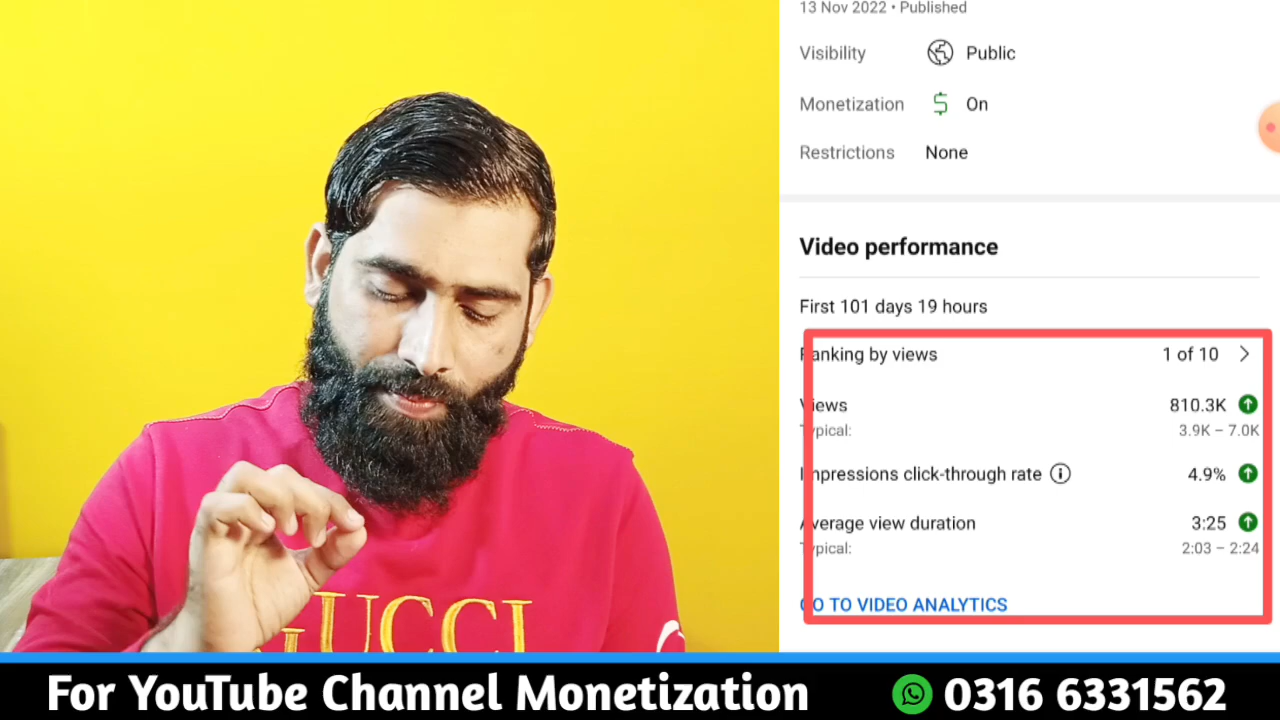 13 Nov 2022 • Published
Visibility Public
Monetization On
Restrictions None
Video performance
First 101 days 19 hours
Ranking by views 1 of 10
Views 810.3K
Typical: 3.9K – 7.0K
Impressions click-through rate 4.9%
Average view duration 3:25
Typical: 2:03 – 2:24
GO TO VIDEO ANALYTICS
GUCCI
For YouTube Channel Monetization 0316 6331562